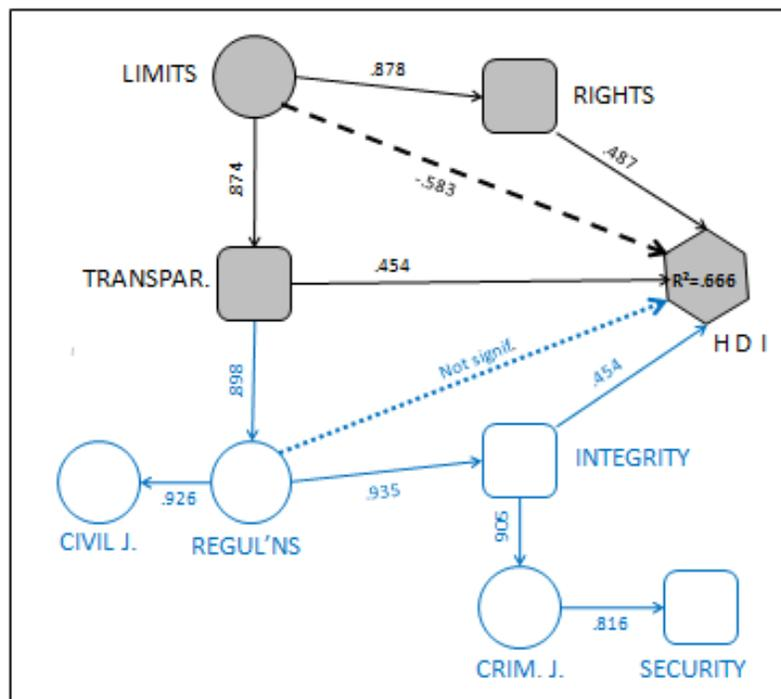 LIMITS
.878
RIGHTS
.874
-.583
.487
TRANSPAR.
.454
R²=.666
H D I
.898
Not signif.
.454
INTEGRITY
.926
.935
CIVIL J.
REGUL’NS
.905
.816
CRIM. J.
SECURITY